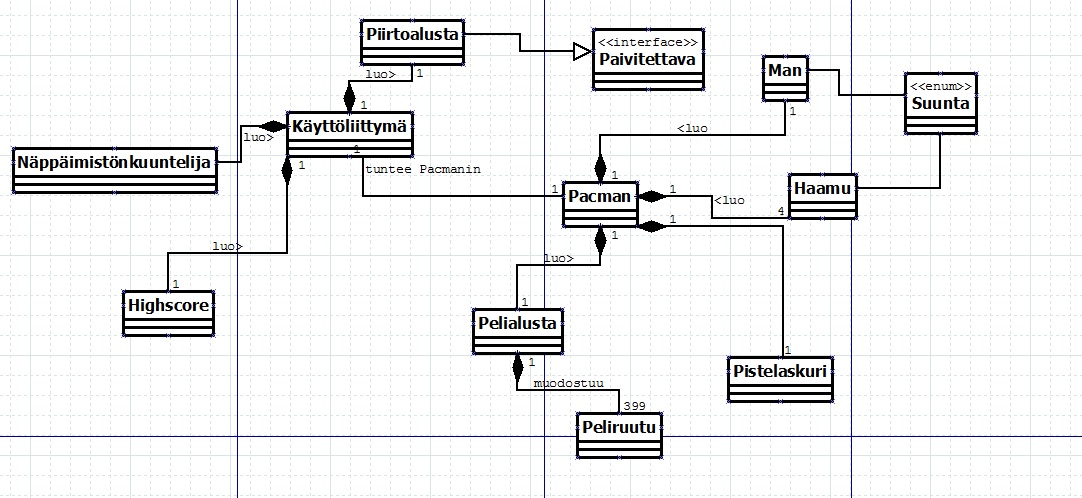 Piirtoalusta
<<interface>>
Paivitettava
Man
<<enum>>
Suunta
luo>
1
1
Käyttöliittymä
1
luo>
1
Näppäimistönkuuntelija
tuntee Pacmanin
1
<luo
1
1
Pacman
1
<luo
4
Haamu
1
1
luo>
luo>
1
Highscore
1
Pelialusta
1
muodostuu
399
Peliruutu
1
Pistelaskuri